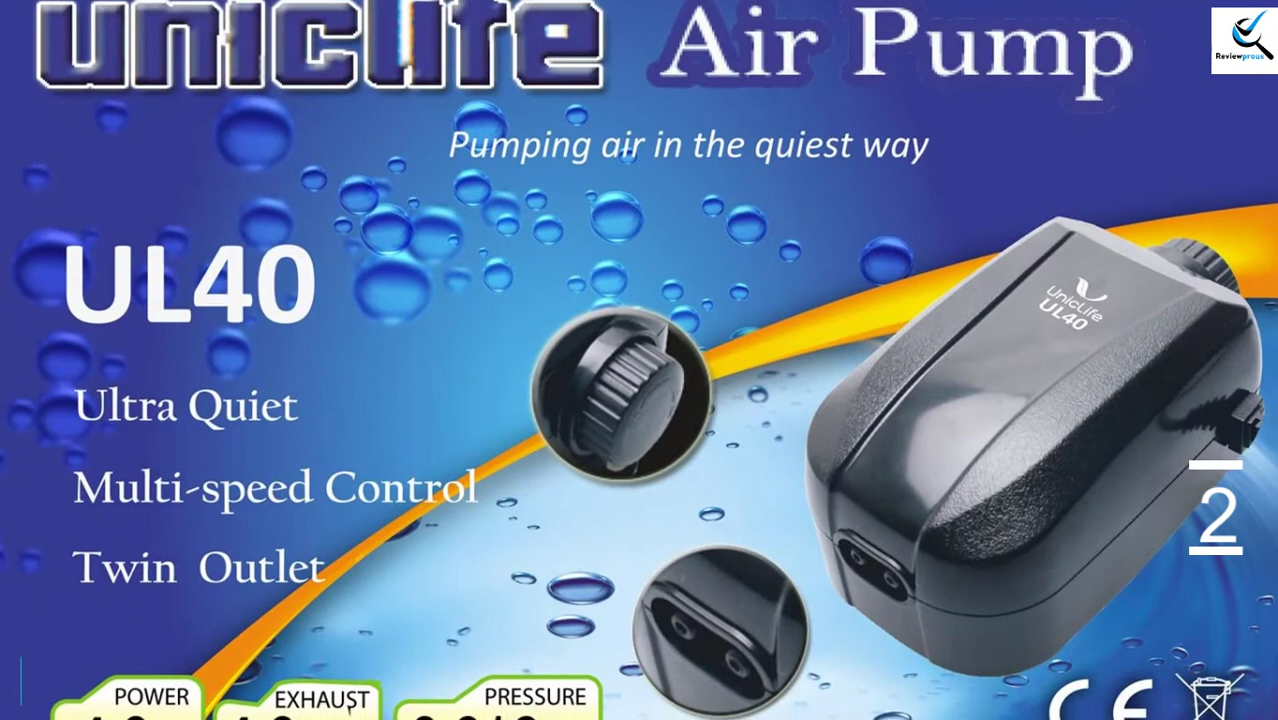 uniclife Air Pump
Reviewprous
Pumping air in the quiest way
UL40
UnicLife
UL40
Ultra Quiet
Multi-speed Control
2
Twin Outlet
POWER
EXHAUST
PRESSURE
CE